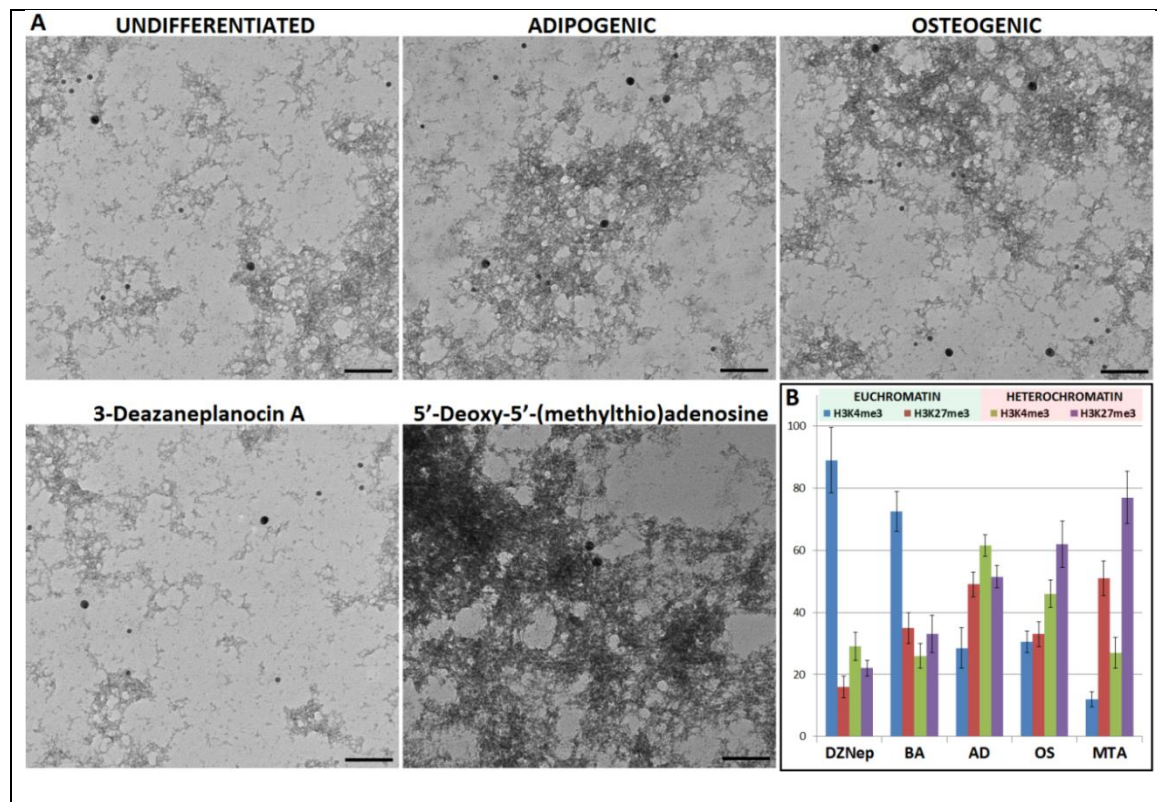 A
UNDIFFERENTIATED
ADIPOGENIC
OSTEOGENIC
3-Deazaneplanocin A
5’-Deoxy-5’-(methylthio)adenosine
B
EUCHROMATIN HETEROCHROMATIN
H3K4me3 H3K27me3 H3K4me3 H3K27me3
100
80
60
40
20
0
DZNep BA AD OS MTA